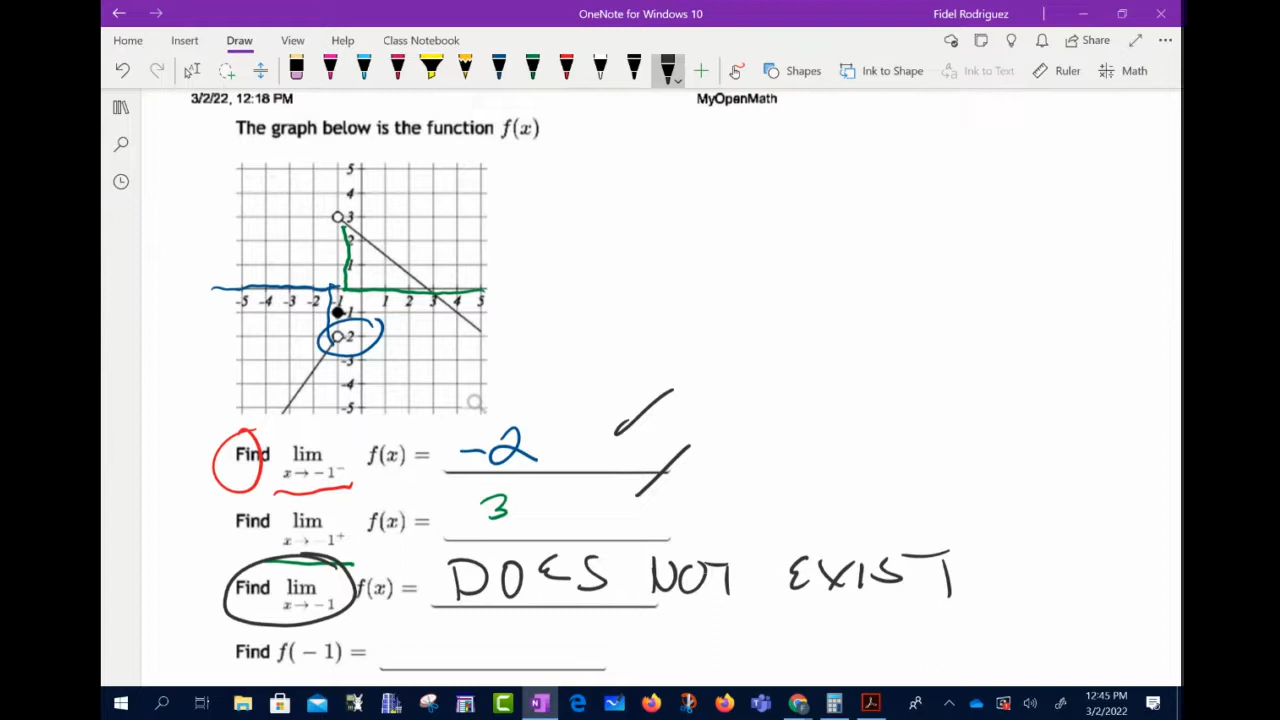 OneNote for Windows 10
Fidel Rodriguez
Home Insert Draw View Help Class Notebook
Share
Shapes Ink to Shape Ink to Text Ruler Math
3/2/22, 12:18 PM
MyOpenMath
The graph below is the function f(x)
5
4
3
2
1
-5 -4 -3 -2 -1 1 2 3 4 5
-1
-2
-3
-4
-5
Find lim x→−1⁻ f(x) = -2
Find lim x→−1⁺ f(x) = 3
Find lim x→−1 f(x) = DOES NOT EXIST
Find f(−1) =
12:45 PM
3/2/2022